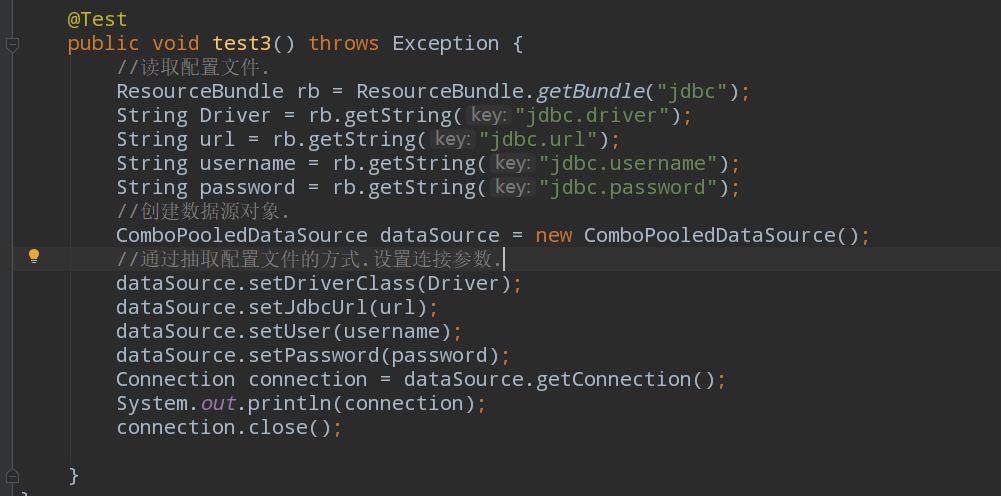 @Test
public void test3() throws Exception {
//读取配置文件.
ResourceBundle rb = ResourceBundle.getBundle("jdbc");
String Driver = rb.getString( key: "jdbc.driver");
String url = rb.getString( key: "jdbc.url");
String username = rb.getString( key: "jdbc.username");
String password = rb.getString( key: "jdbc.password");
//创建数据源对象.
ComboPooledDataSource dataSource = new ComboPooledDataSource();
//通过抽取配置文件的方式.设置连接参数.
dataSource.setDriverClass(Driver);
dataSource.setJdbcUrl(url);
dataSource.setUser(username);
dataSource.setPassword(password);
Connection connection = dataSource.getConnection();
System.out.println(connection);
connection.close();
}